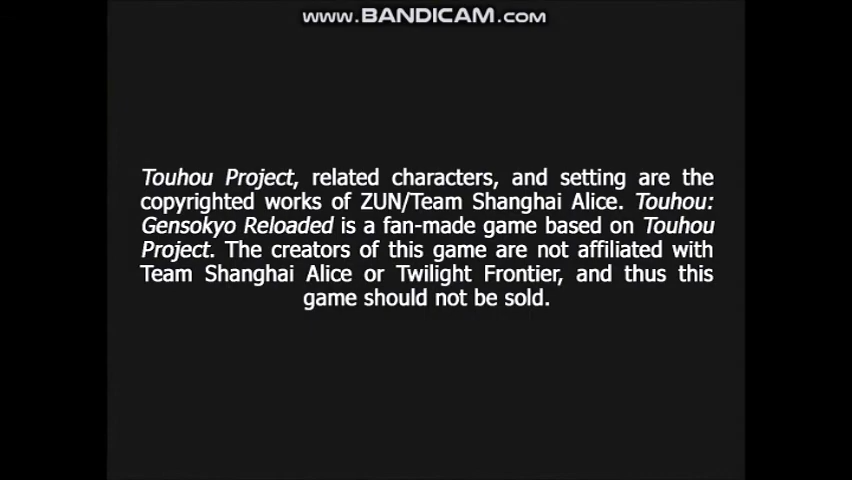 www.BANDICAM.com
Touhou Project, related characters, and setting are the
copyrighted works of ZUN/Team Shanghai Alice. Touhou:
Gensokyo Reloaded is a fan-made game based on Touhou
Project. The creators of this game are not affiliated with
Team Shanghai Alice or Twilight Frontier, and thus this
game should not be sold.